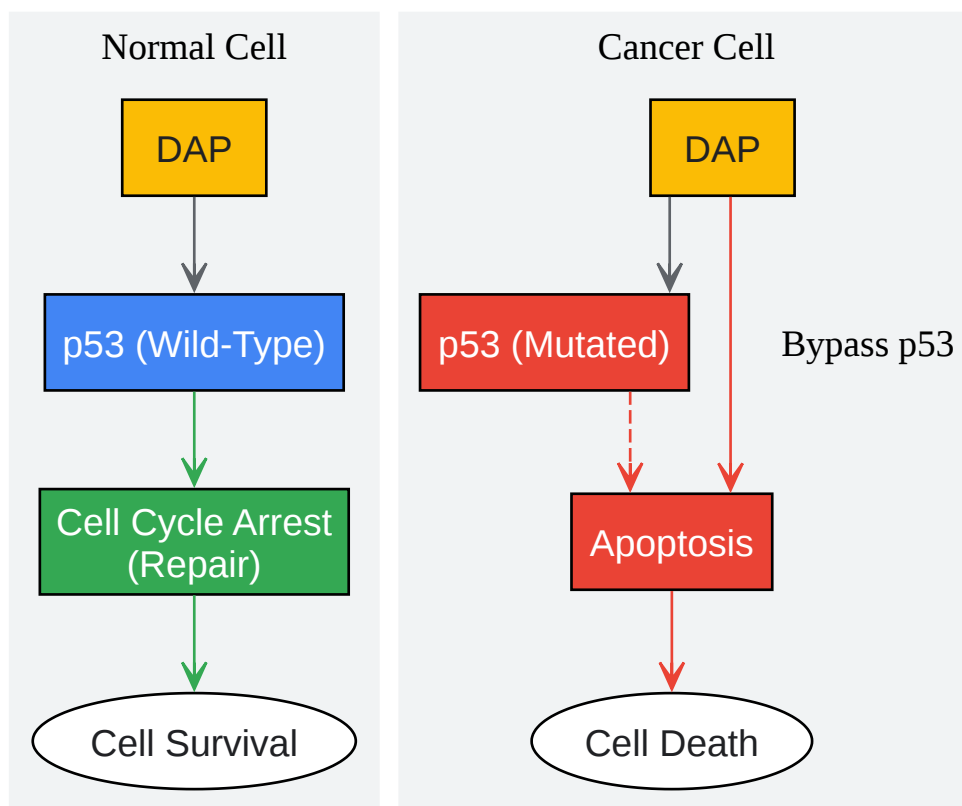 Normal Cell
DAP
p53 (Wild-Type)
Cell Cycle Arrest
(Repair)
Cell Survival
Cancer Cell
DAP
p53 (Mutated)
Bypass p53
Apoptosis
Cell Death